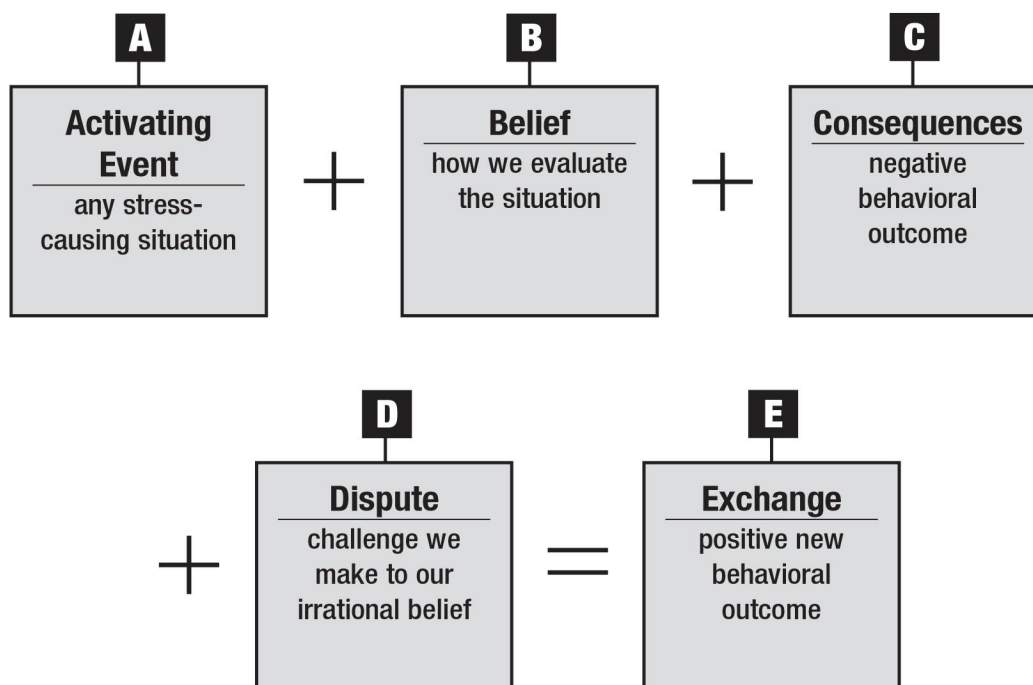 A
B
C
Activating
Event
any stress-
causing situation
+
Belief
how we evaluate
the situation
+
Consequences
negative
behavioral
outcome
D
E
+
Dispute
challenge we
make to our
irrational belief
=
Exchange
positive new
behavioral
outcome